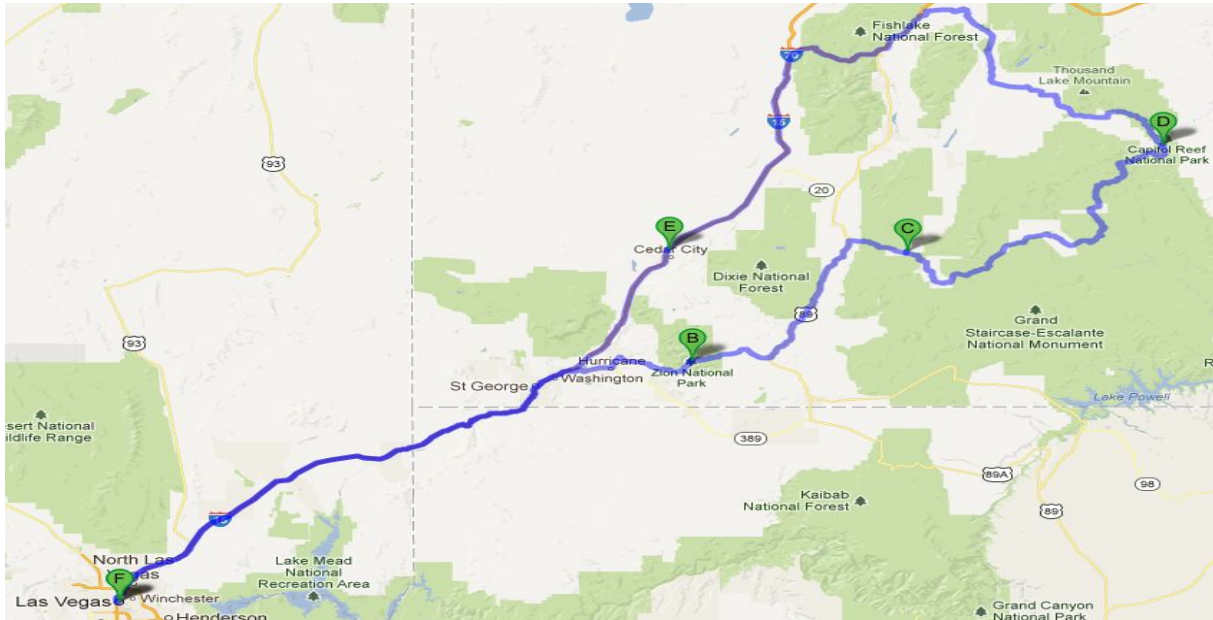 Fishlake
National Forest
70
Thousand
Lake Mountain
15
D
Capitol Reef
National Park
93
20
E
Cedar City
C
Dixie National
Forest
89
Grand
Staircase-Escalante
National Monument
93
B
Hurricane
Washington
Zion National
Park
St George
R
Lake Powell
esert National
ildlife Range
389
89A
98
Kaibab
National Forest
89
North Las
Vegas
F
Las Vegas
Winchester
Henderson
Lake Mead
National
Recreation Area
Grand Canyon
National Park